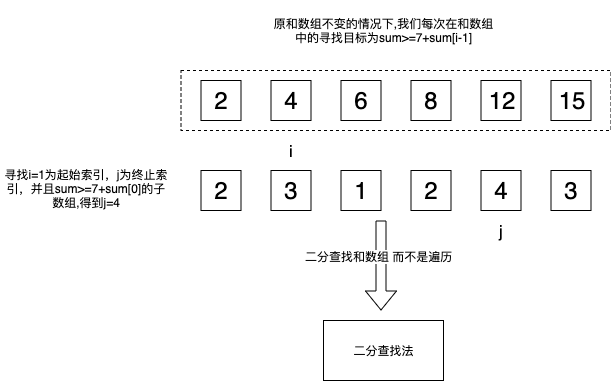 原和数组不变的情况下,我们每次在和数组
中的寻找目标为sum>=7+sum[i-1]
2 4 6 8 12 15
i
寻找i=1为起始索引，j为终止索
引，并且sum>=7+sum[0]的子
数组,得到j=4
2 3 1 2 4 3
j
二分查找和数组 而不是遍历
二分查找法